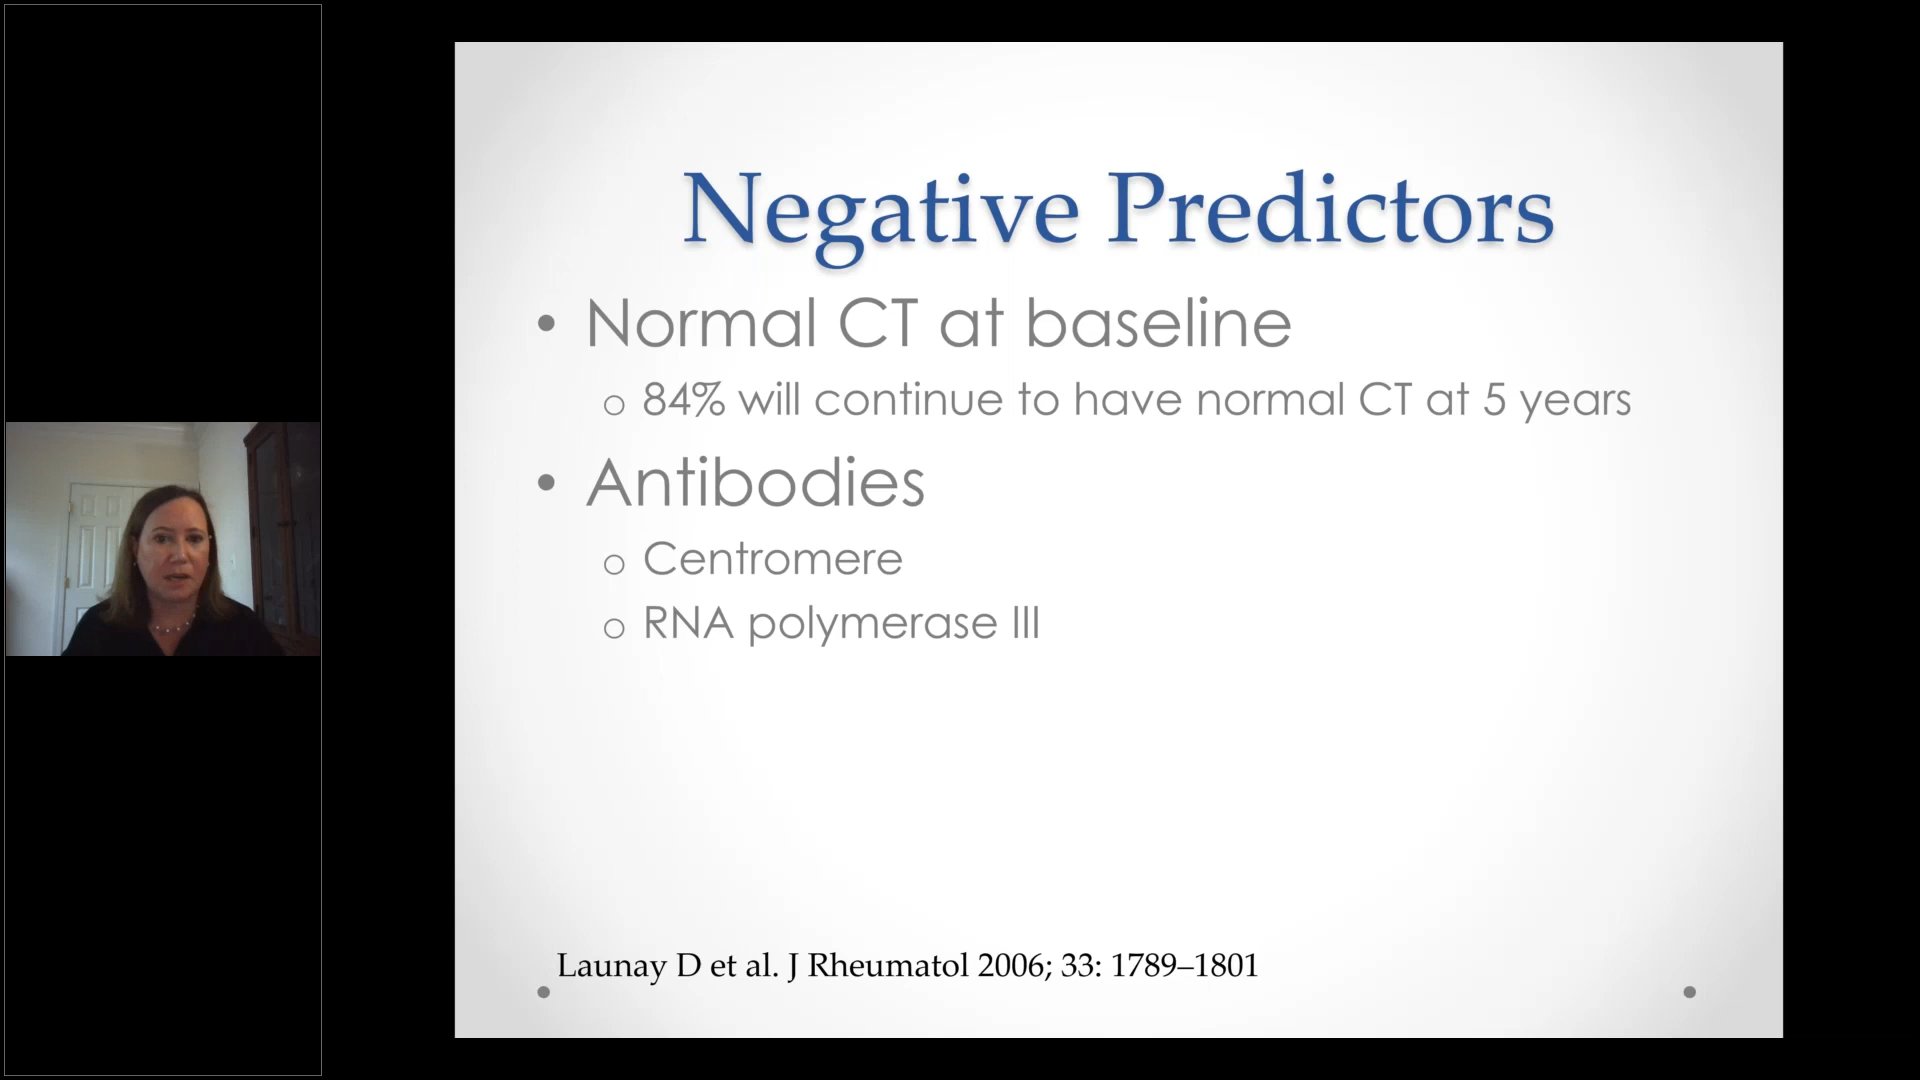 Negative Predictors
• Normal CT at baseline
o 84% will continue to have normal CT at 5 years
• Antibodies
o Centromere
o RNA polymerase III
Launay D et al. J Rheumatol 2006; 33: 1789–1801